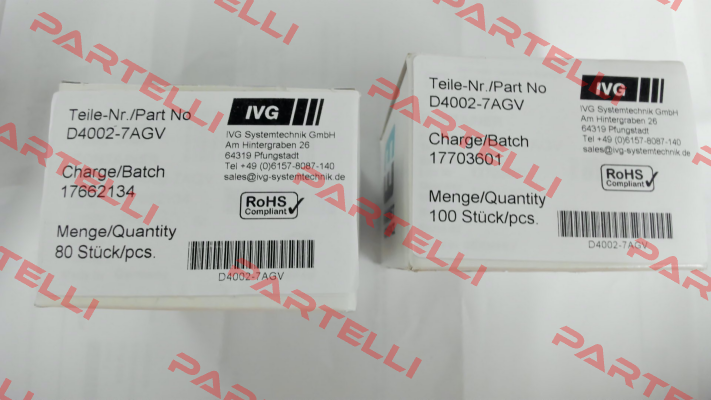 Teile-Nr./Part No
D4002-7AGV
Charge/Batch
17662134
Menge/Quantity
80 Stück/pcs.
IVG
IVG Systemtechnik GmbH
Am Hintergraben 26
64319 Pfungstadt
Tel +49 (0)6157-8087-140
sales@ivg-systemtechnik.de
RoHS
Compliant
D4002-7AGV
Teile-Nr./Part No
D4002-7AGV
Charge/Batch
17703601
Menge/Quantity
100 Stück/pcs.
IVG
IVG Systemtechnik GmbH
Am Hintergraben 26
64319 Pfungstadt
Tel +49 (0)6157-8087-140
sales@ivg-systemtechnik.de
RoHS
Compliant
D4002-7AGV
PARTELLI
PARTELLI
PARTELLI
PARTELLI
PARTELLI
PARTELLI